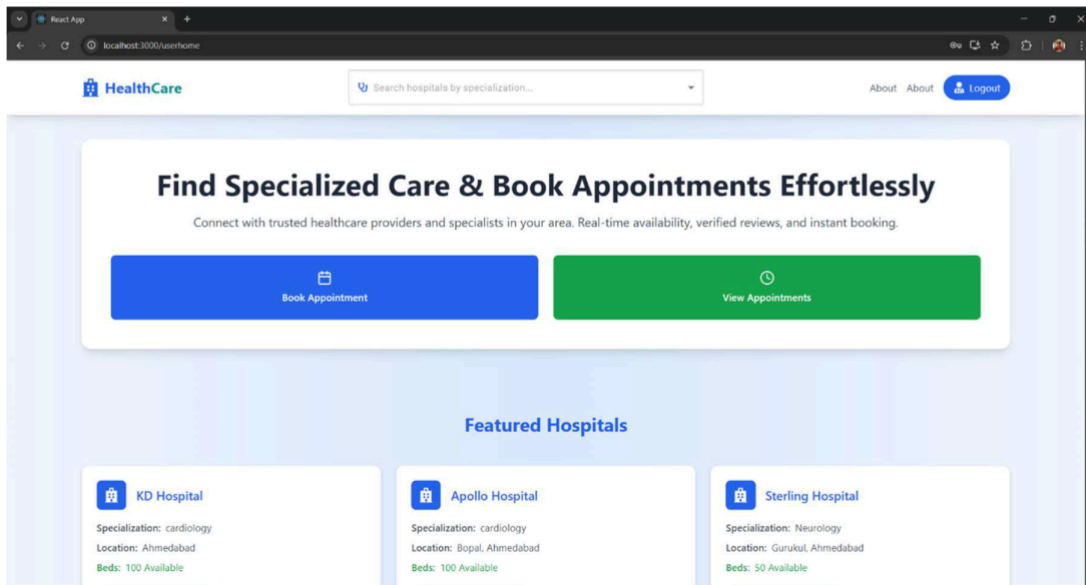 React App
localhost:3000/userhome
HealthCare
Search hospitals by specialization...
About About Logout
Find Specialized Care & Book Appointments Effortlessly
Connect with trusted healthcare providers and specialists in your area. Real-time availability, verified reviews, and instant booking.
Book Appointment
View Appointments
Featured Hospitals
KD Hospital
Specialization: cardiology
Location: Ahmedabad
Beds: 100 Available
Apollo Hospital
Specialization: cardiology
Location: Bopal, Ahmedabad
Beds: 100 Available
Sterling Hospital
Specialization: Neurology
Location: Gurukul, Ahmedabad
Beds: 50 Available